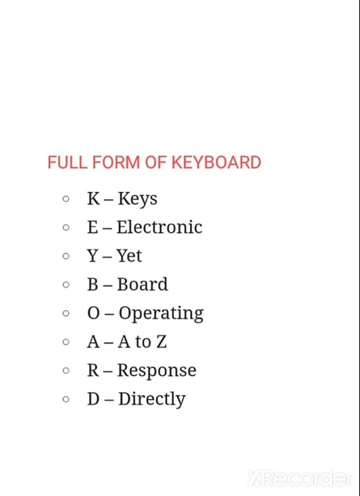 FULL FORM OF KEYBOARD
K – Keys
E – Electronic
Y – Yet
B – Board
O – Operating
A – A to Z
R – Response
D – Directly
XRecorder